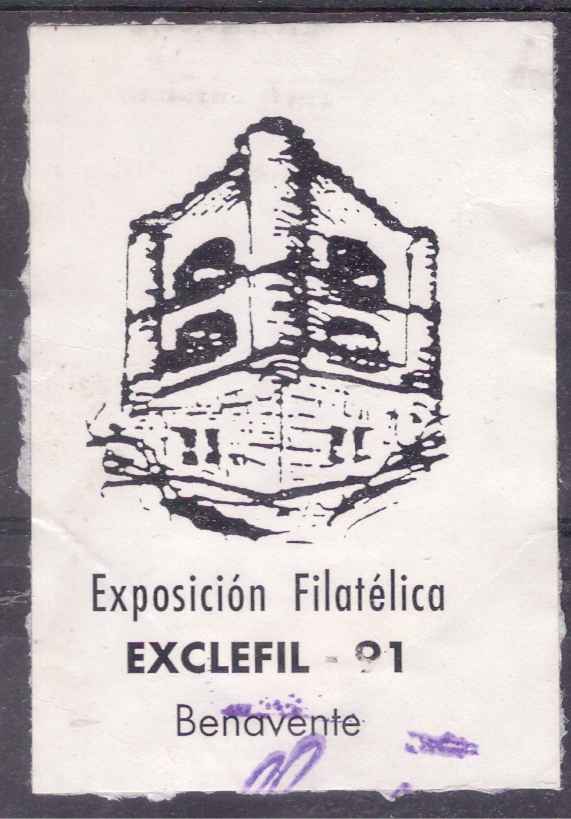 Exposición Filatélica
EXCLEFIL - 91
Benavente